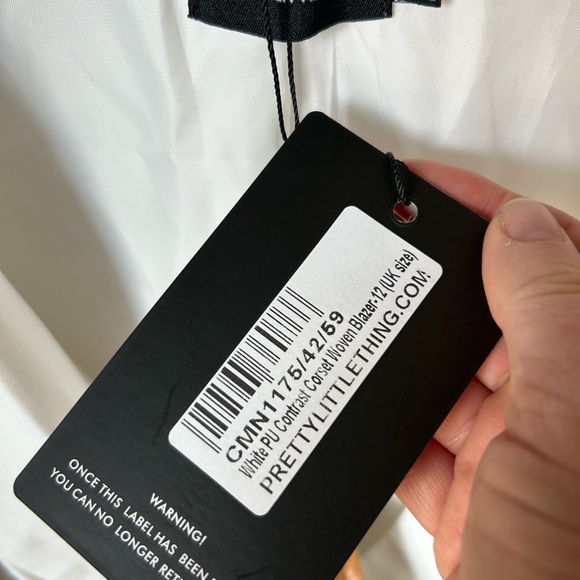 CMN1175/42/59
White PU Contrast Corset Woven Blazer-12 (UK size)
PRETTYLITTLETHING.COM
WARNING!
ONCE THIS LABEL HAS BEEN
YOU CAN NO LONGER